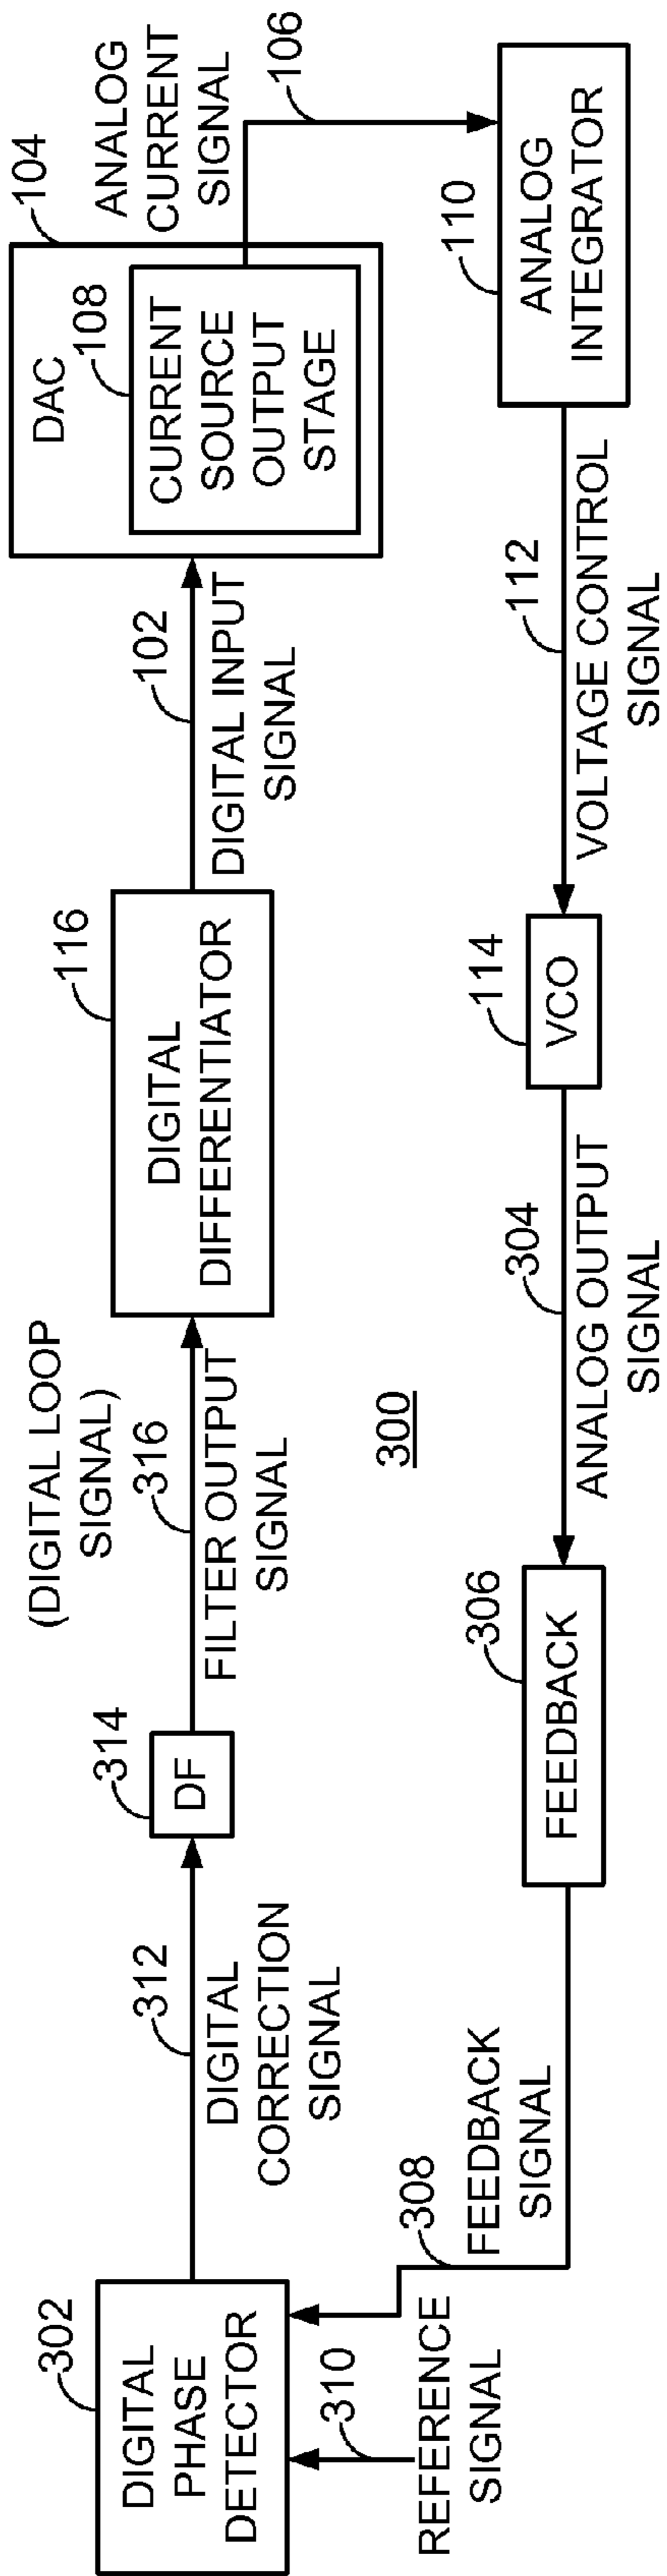 302
DIGITAL
PHASE
DETECTOR
310
REFERENCE
SIGNAL
308
FEEDBACK
SIGNAL
312
DIGITAL
CORRECTION
SIGNAL
314
DF
(DIGITAL LOOP
SIGNAL)
316
FILTER OUTPUT
SIGNAL
116
DIGITAL
DIFFERENTIATOR
102
DIGITAL INPUT
SIGNAL
104
DAC
108
CURRENT
SOURCE
OUTPUT
STAGE
ANALOG
CURRENT
SIGNAL
106
110
ANALOG
INTEGRATOR
112
VOLTAGE CONTROL
SIGNAL
114
VCO
304
ANALOG OUTPUT
SIGNAL
306
FEEDBACK
300